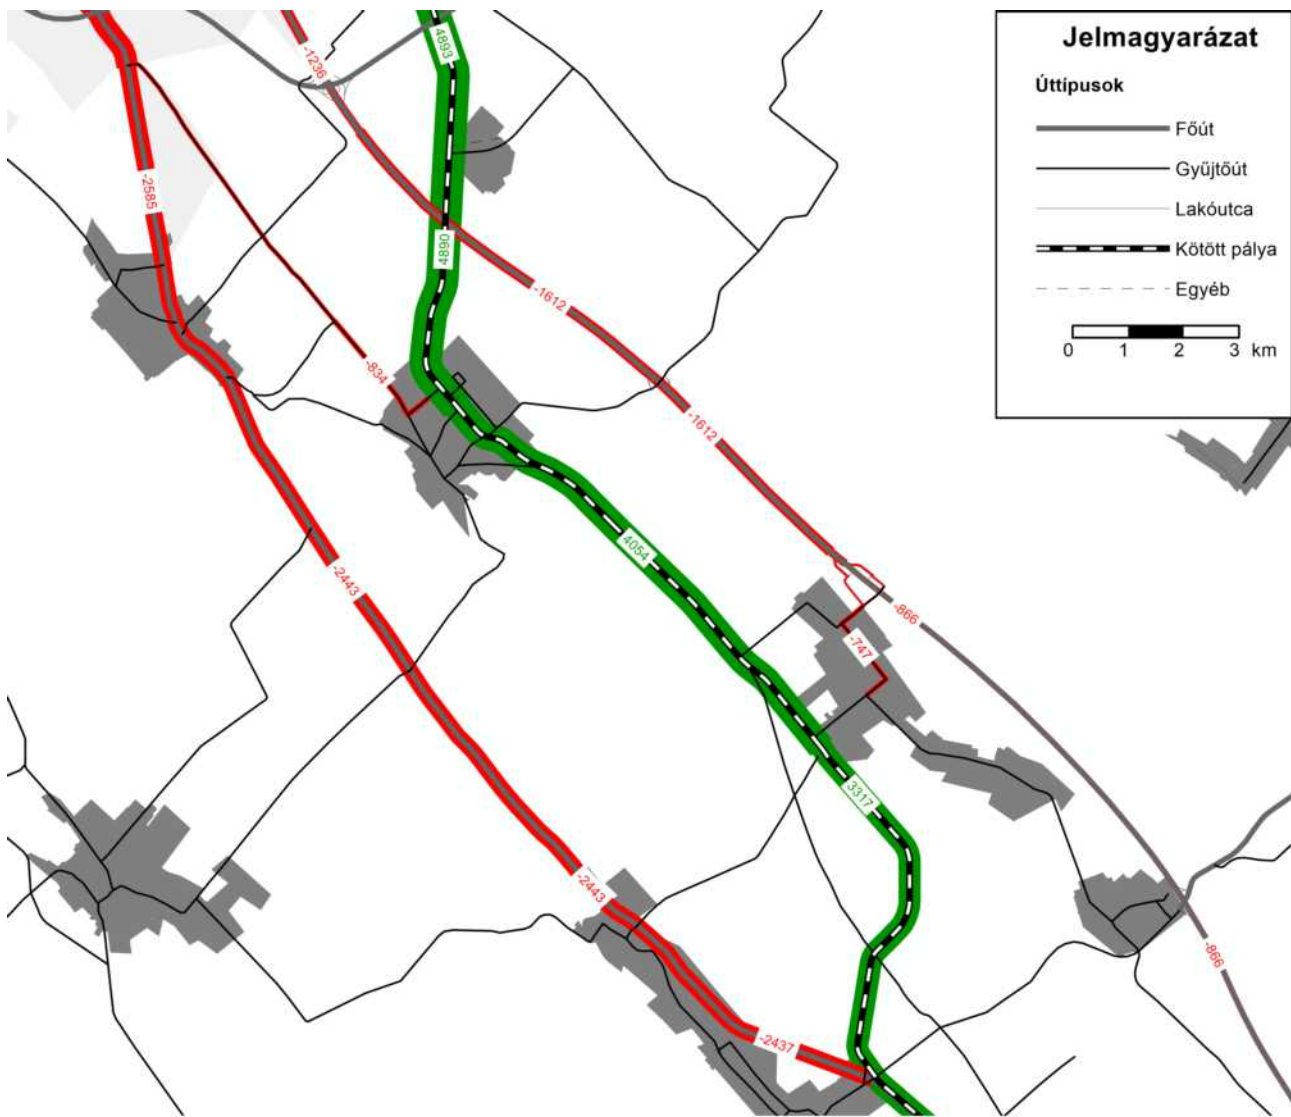 Jelmagyarázat
Úttípusok
Főút
Gyűjtőút
Lakóutca
Kötött pálya
Egyéb
0 1 2 3 km
4893
-1236
-2585
4890
-1612
-834
-1612
4054
-2443
-866
-747
3317
-2443
-866
-2437